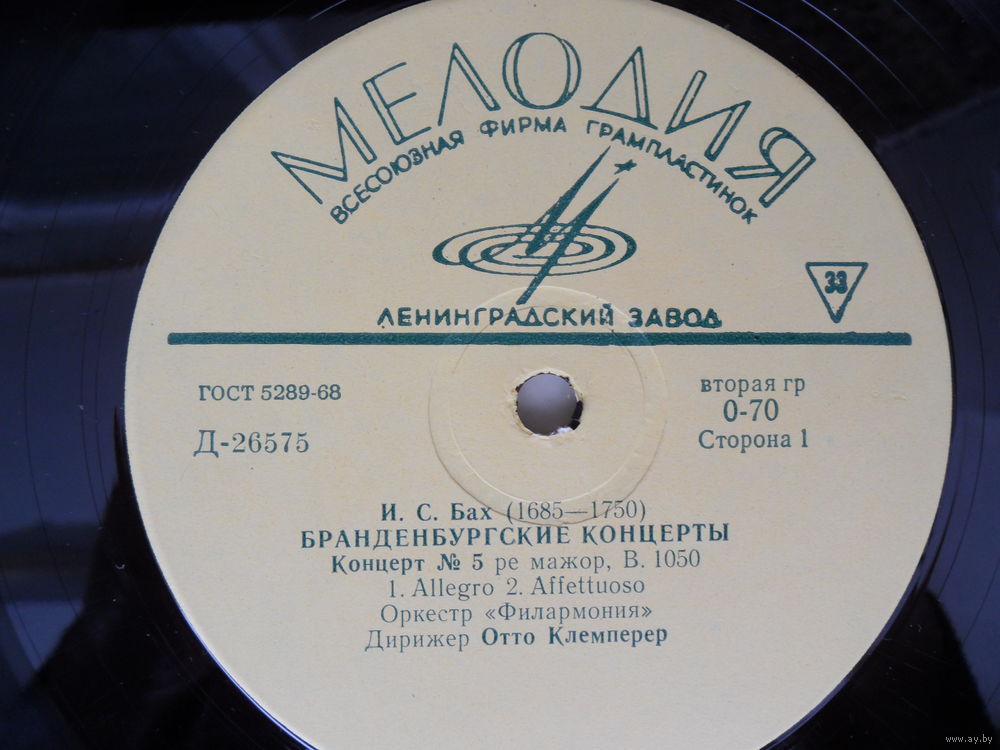 МЕЛОДИЯ
ВСЕСОЮЗНАЯ ФИРМА ГРАМПЛАСТИНОК
33
ЛЕНИНГРАДСКИЙ ЗАВОД
ГОСТ 5289-68
Д-26575
вторая гр
0-70
Сторона 1
И. С. Бах (1685—1750)
БРАНДЕНБУРГСКИЕ КОНЦЕРТЫ
Концерт № 5 ре мажор, В. 1050
1. Allegro 2. Affettuoso
Оркестр «Филармония»
Дирижер Отто Клемперер
www.ay.by